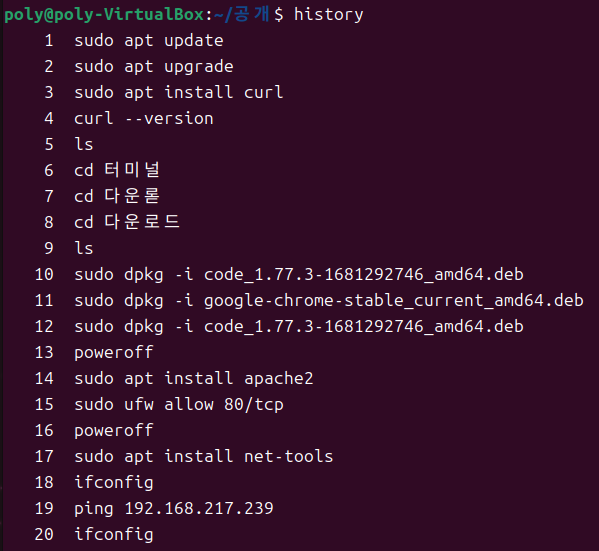 poly@poly-VirtualBox:~/공개$ history
1 sudo apt update
2 sudo apt upgrade
3 sudo apt install curl
4 curl --version
5 ls
6 cd 터미널
7 cd 다운롣
8 cd 다운로드
9 ls
10 sudo dpkg -i code_1.77.3-1681292746_amd64.deb
11 sudo dpkg -i google-chrome-stable_current_amd64.deb
12 sudo dpkg -i code_1.77.3-1681292746_amd64.deb
13 poweroff
14 sudo apt install apache2
15 sudo ufw allow 80/tcp
16 poweroff
17 sudo apt install net-tools
18 ifconfig
19 ping 192.168.217.239
20 ifconfig